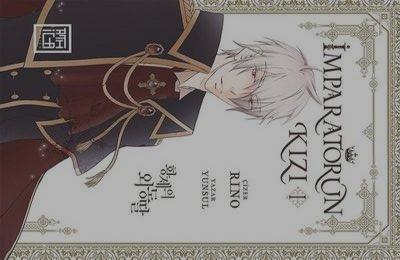 İMPARATORUN
KIZI 1
ÇİZER
RINO
YAZAR
YUNSUL
황제의
외동딸